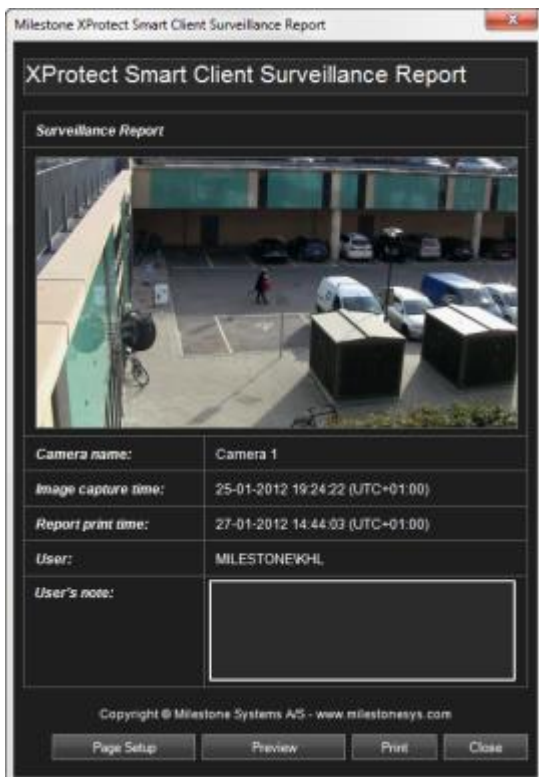 Milestone XProtect Smart Client Surveillance Report
XProtect Smart Client Surveillance Report
Surveillance Report
Camera name: Camera 1
Image capture time: 25-01-2012 19:24:22 (UTC+01:00)
Report print time: 27-01-2012 14:44:03 (UTC+01:00)
User: MILESTONE\KHL
User's note:
Copyright © Milestone Systems A/S - www.milestonesys.com
Page Setup Preview Print Close